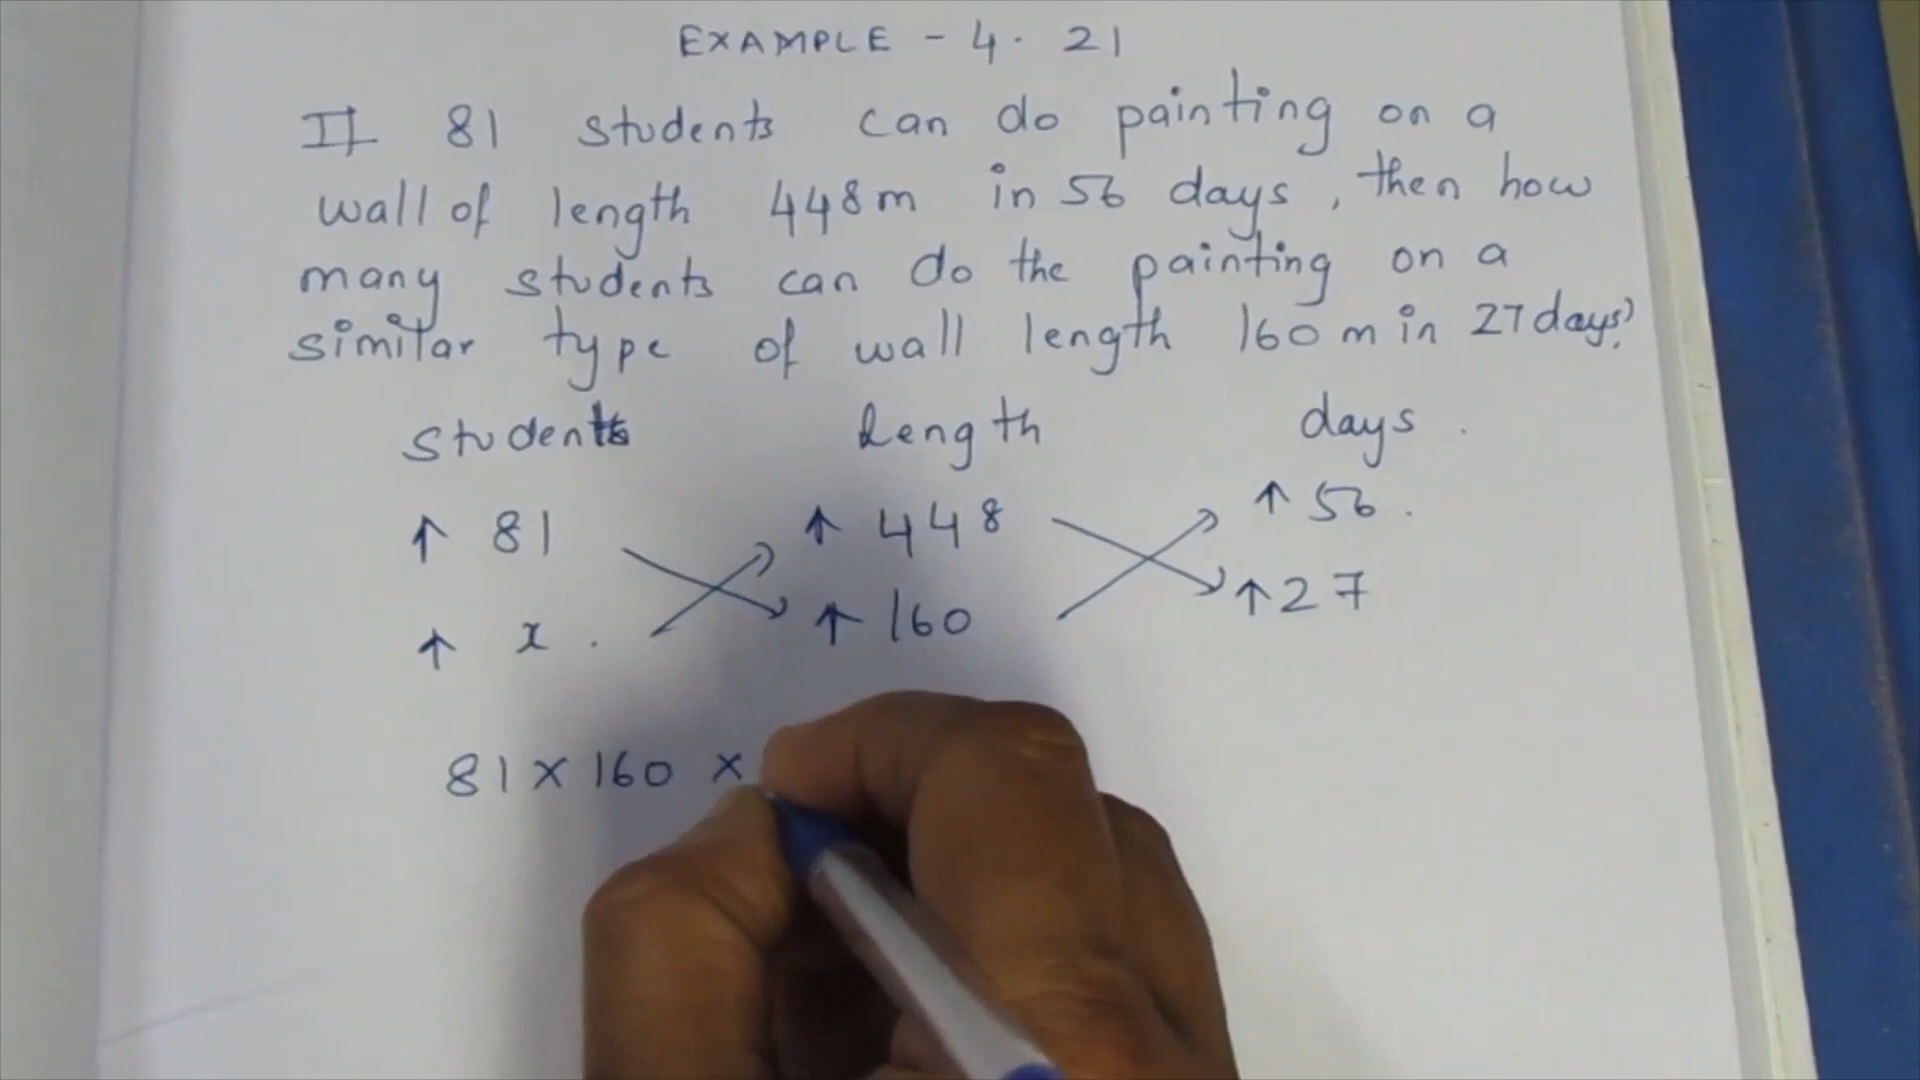 EXAMPLE - 4. 21
If 81 students can do painting on a
wall of length 448m in 56 days, then how
many students can do the painting on a
similar type of wall length 160 m in 27 days?
students length days.
↑ 81 ↑ 448 ↑ 56.
↑ x. ↑ 160 ↑ 27
81 × 160 ×